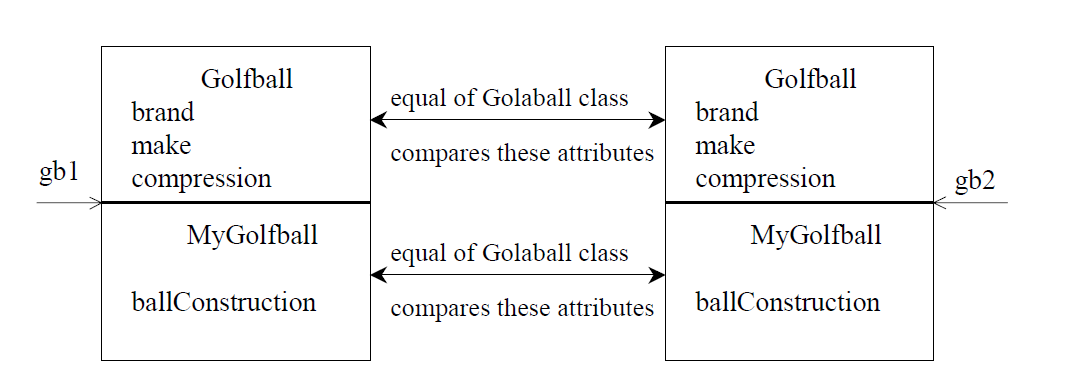 Golfball
brand
make
compression
gb1
MyGolfball
ballConstruction
equal of Golaball class
compares these attributes
equal of Golaball class
compares these attributes
Golfball
brand
make
compression
gb2
MyGolfball
ballConstruction